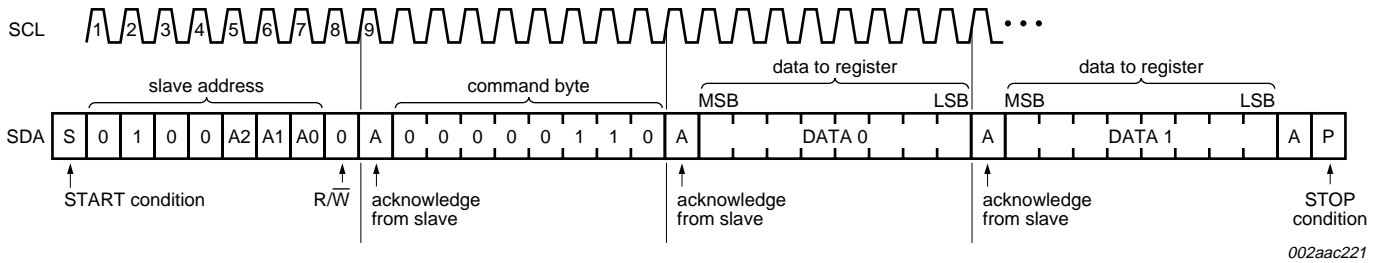 SCL 1 2 3 4 5 6 7 8 9 • • •
slave address command byte data to register data to register
MSB LSB MSB LSB
SDA S 0 1 0 0 A2 A1 A0 0 A 0 0 0 0 0 1 1 0 A DATA 0 A DATA 1 A P
START condition R/W̅ acknowledge from slave acknowledge from slave acknowledge from slave STOP condition
002aac221